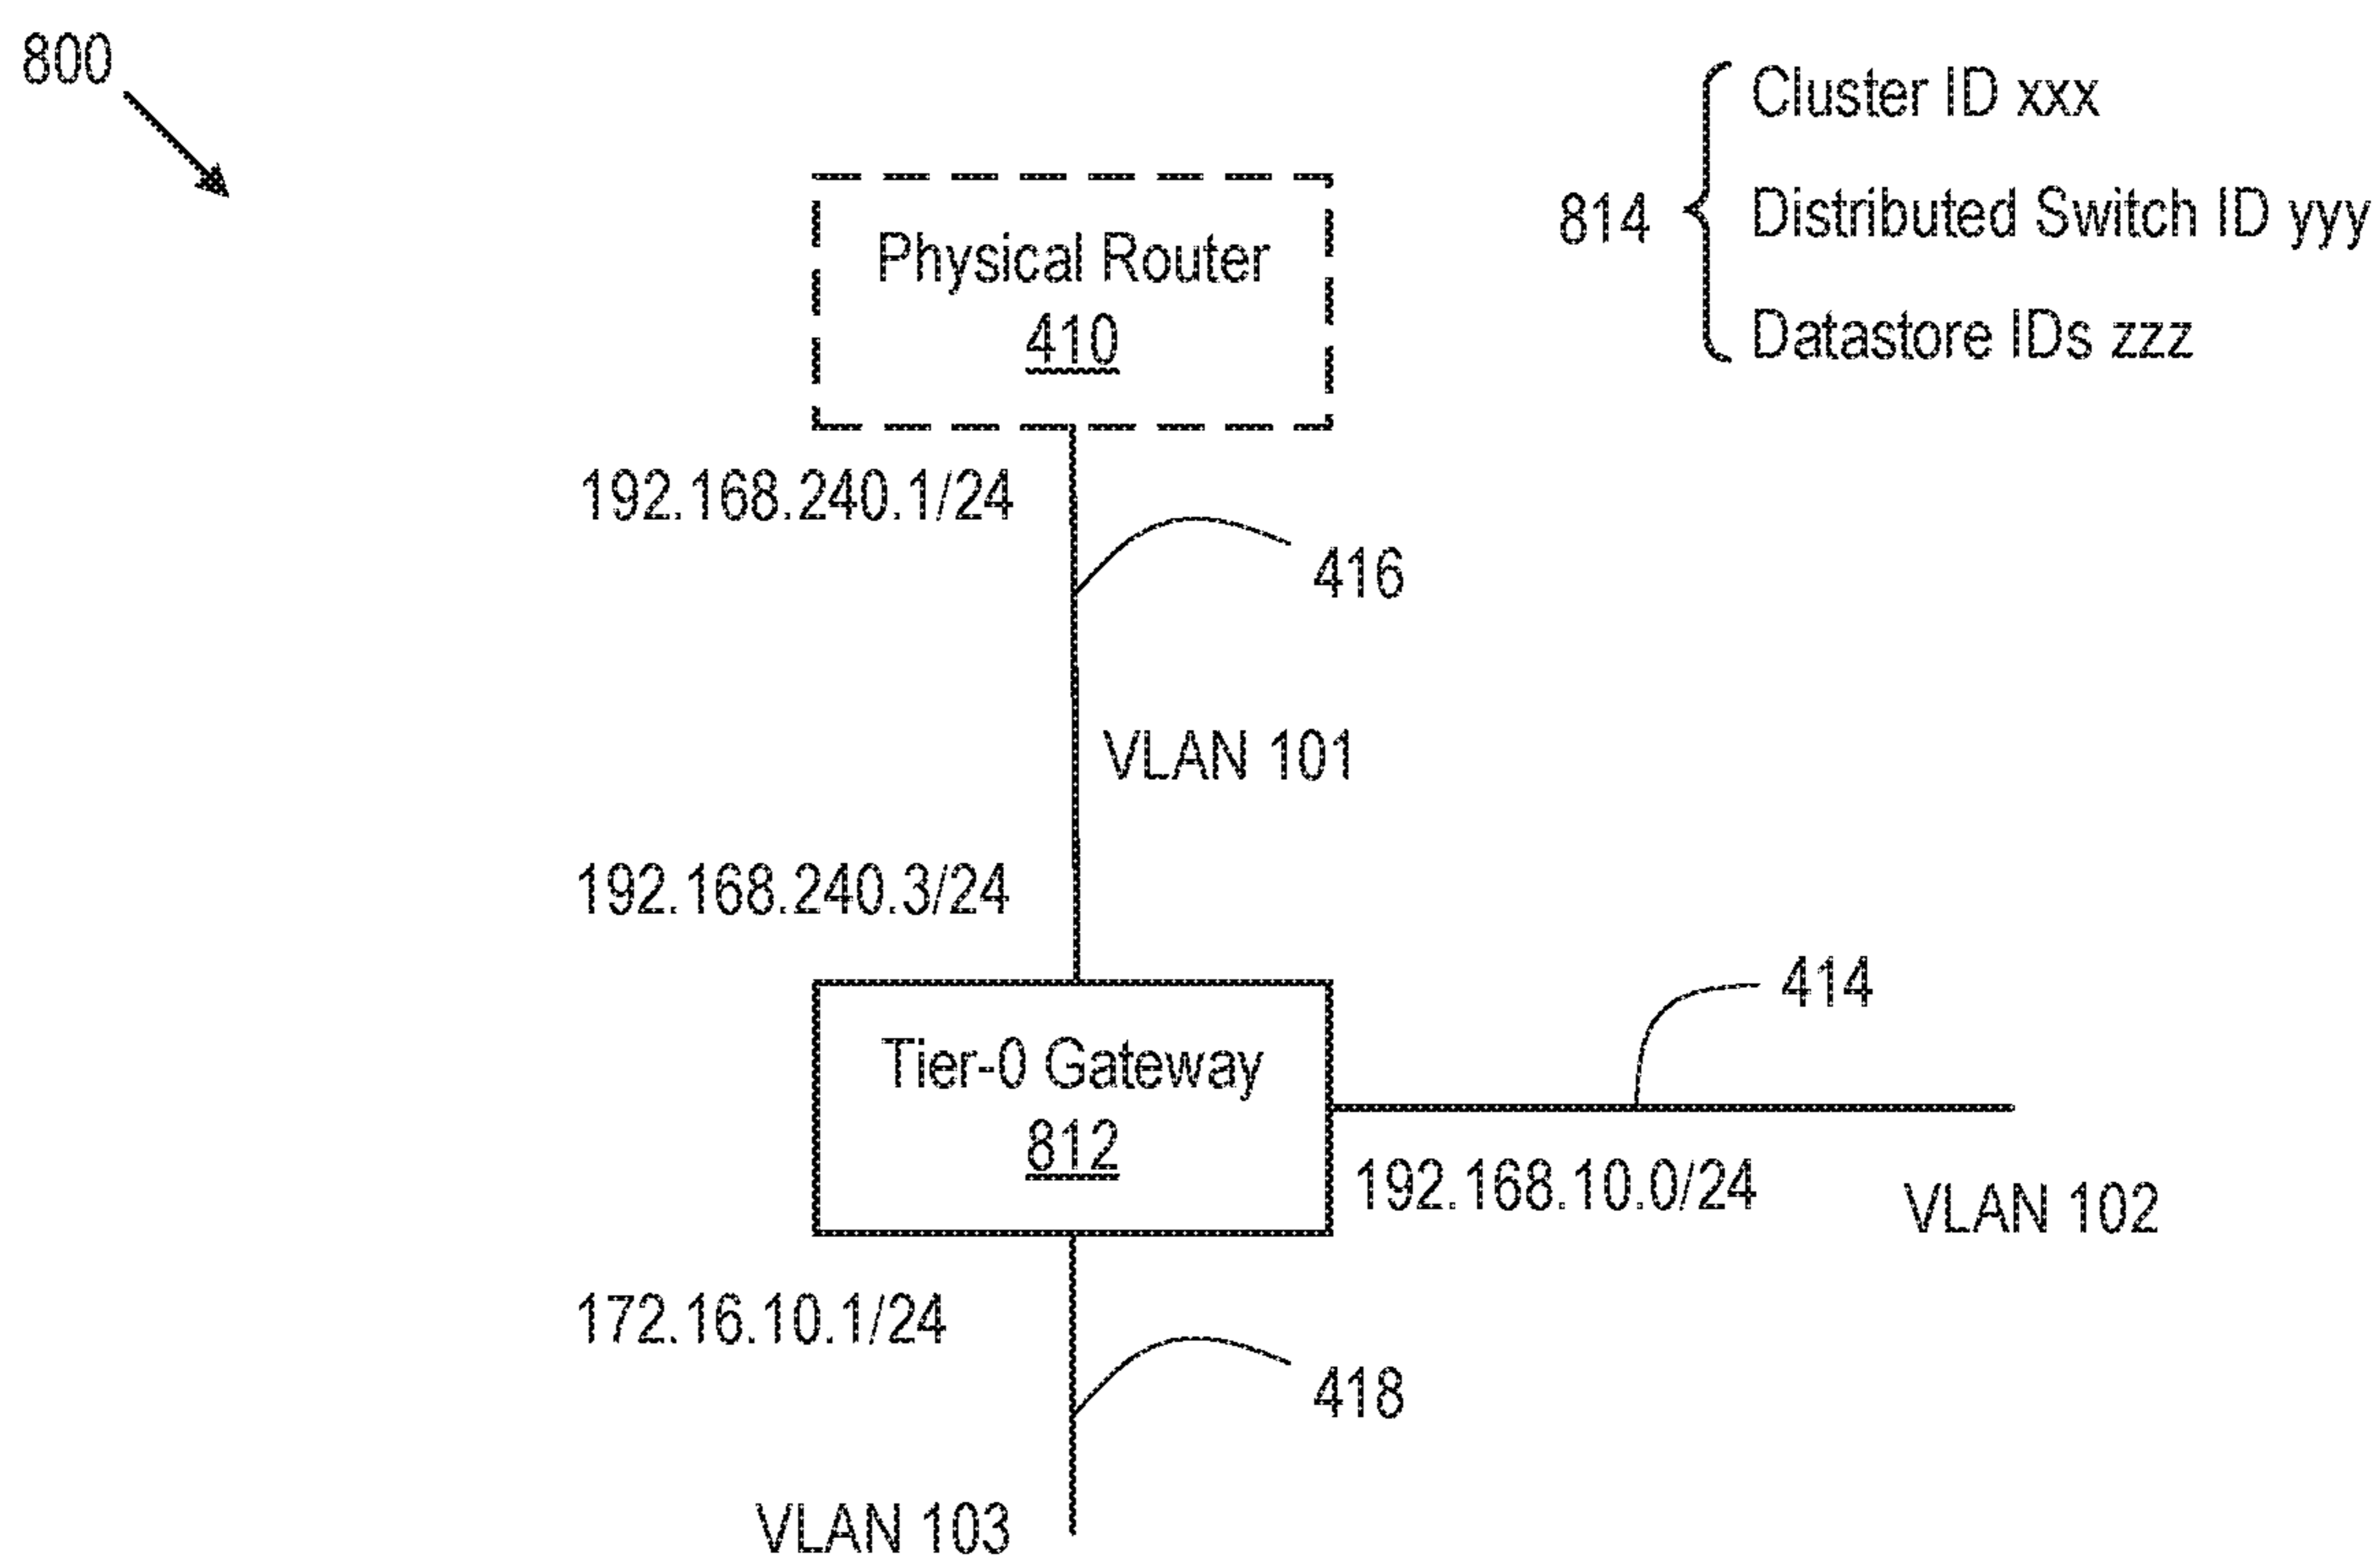 800
Cluster ID xxx
814
Distributed Switch ID yyy
Datastore IDs zzz
Physical Router
410
192.168.240.1/24
416
VLAN 101
192.168.240.3/24
414
Tier-0 Gateway
812
192.168.10.0/24
VLAN 102
172.16.10.1/24
418
VLAN 103